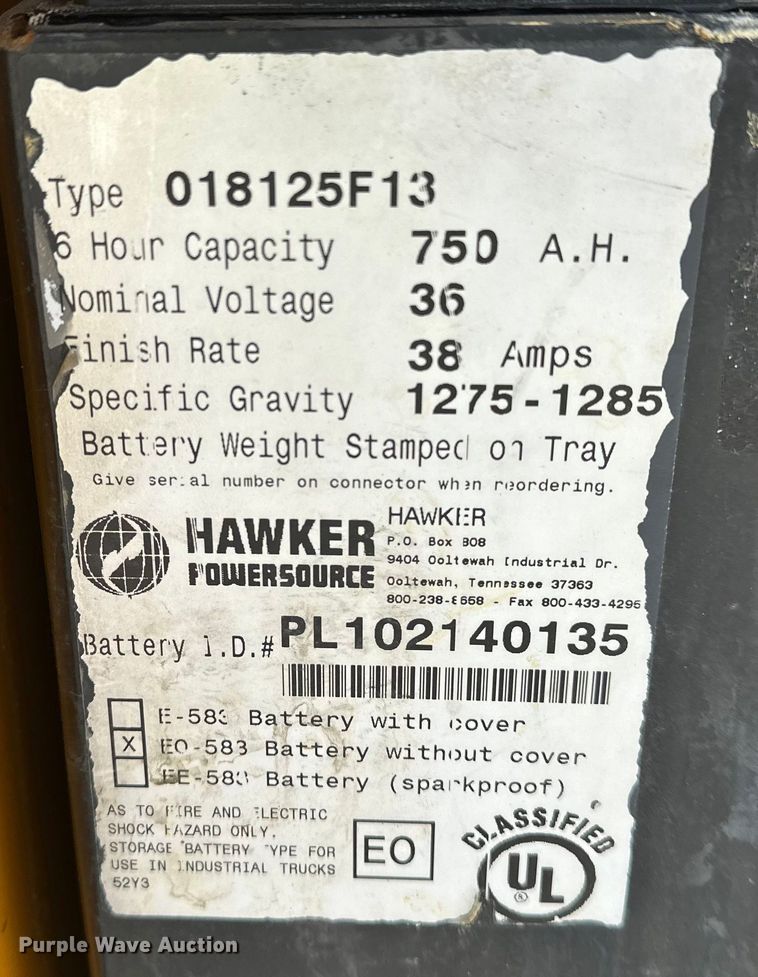 Type 018125F13
6 Hour Capacity 750 A.H.
Nominal Voltage 36
Finish Rate 38 Amps
Specific Gravity 1275-1285
Battery Weight Stamped on Tray
Give serial number on connector when reordering.
HAWKER POWERSOURCE
HAWKER
P.O. Box 808
9404 Ooltewah Industrial Dr.
Ooltewah, Tennessee 37363
800-238-8658 - Fax 800-433-4295
Battery I.D.# PL102140135
E-583 Battery with cover
X EO-583 Battery without cover
EE-583 Battery (sparkproof)
AS TO FIRE AND ELECTRIC
SHOCK HAZARD ONLY.
STORAGE BATTERY TYPE FOR
USE IN INDUSTRIAL TRUCKS
52Y3
EO
CLASSIFIED
UL
®
Purple Wave Auction